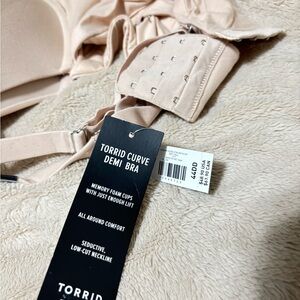 TORRID CURVE
DEMI BRA
MEMORY FOAM CUPS
WITH JUST ENOUGH LIFT
ALL AROUND COMFORT
SEDUCTIVE,
LOW-CUT NECKLINE
TORRID
44DD